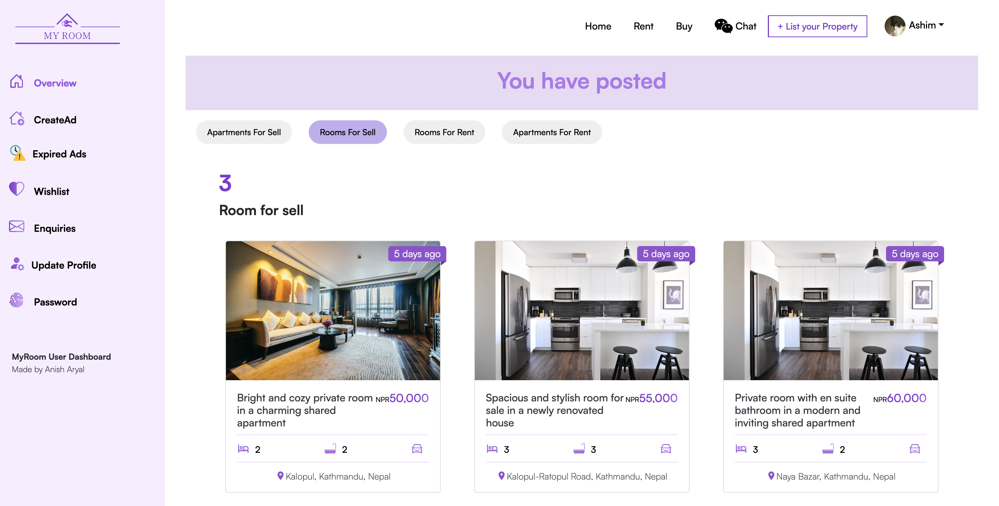 MY ROOM
Home
Rent
Buy
Chat
+ List your Property
Ashim
Overview
CreateAd
Expired Ads
Wishlist
Enquiries
Update Profile
Password
MyRoom User Dashboard
Made by Anish Aryal
You have posted
Apartments For Sell
Rooms For Sell
Rooms For Rent
Apartments For Rent
3
Room for sell
5 days ago
Bright and cozy private room
in a charming shared
apartment
NPR50,000
2
2
Kalopul, Kathmandu, Nepal
5 days ago
Spacious and stylish room for
sale in a newly renovated
house
NPR55,000
3
3
Kalopul-Ratopul Road, Kathmandu, Nepal
5 days ago
Private room with en suite
bathroom in a modern and
inviting shared apartment
NPR60,000
3
2
Naya Bazar, Kathmandu, Nepal